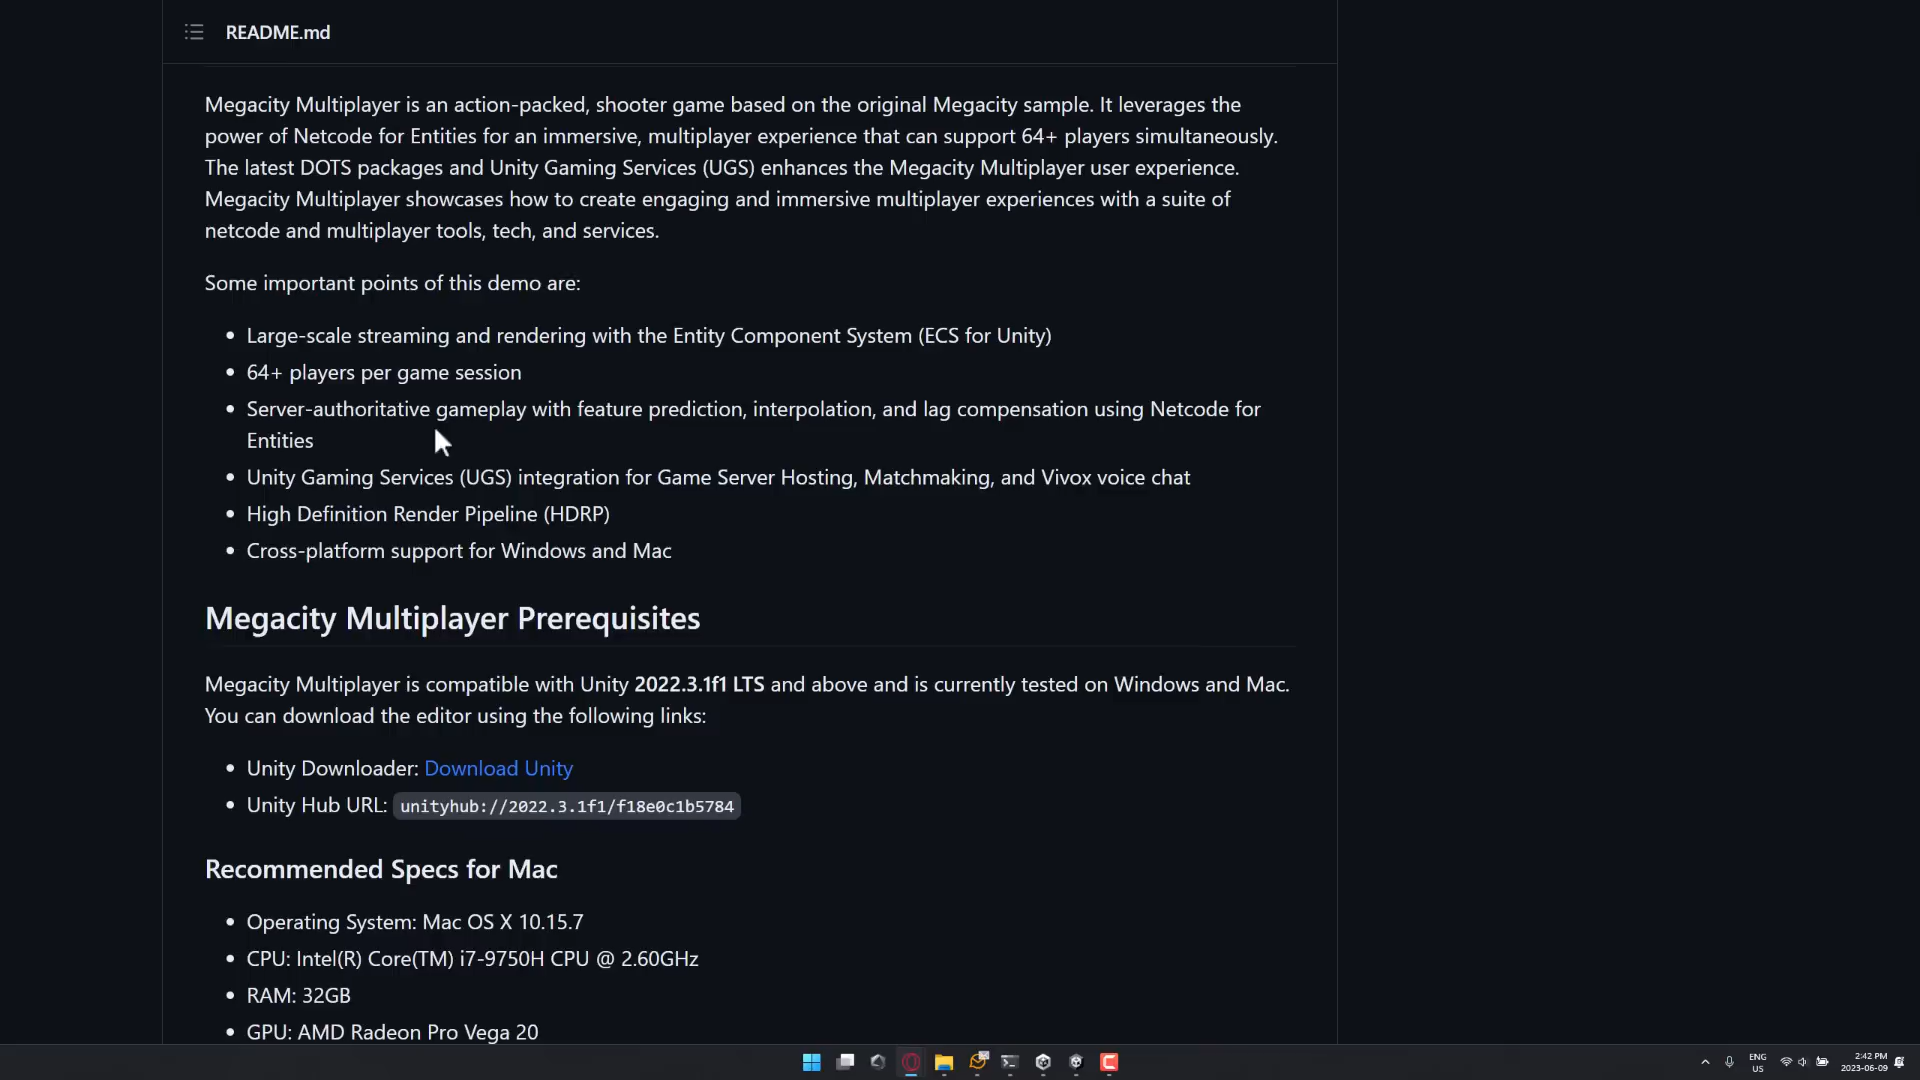 README.md
Megacity Multiplayer is an action-packed, shooter game based on the original Megacity sample. It leverages the
power of Netcode for Entities for an immersive, multiplayer experience that can support 64+ players simultaneously.
The latest DOTS packages and Unity Gaming Services (UGS) enhances the Megacity Multiplayer user experience.
Megacity Multiplayer showcases how to create engaging and immersive multiplayer experiences with a suite of
netcode and multiplayer tools, tech, and services.
Some important points of this demo are:
• Large-scale streaming and rendering with the Entity Component System (ECS for Unity)
• 64+ players per game session
• Server-authoritative gameplay with feature prediction, interpolation, and lag compensation using Netcode for
Entities
• Unity Gaming Services (UGS) integration for Game Server Hosting, Matchmaking, and Vivox voice chat
• High Definition Render Pipeline (HDRP)
• Cross-platform support for Windows and Mac
Megacity Multiplayer Prerequisites
Megacity Multiplayer is compatible with Unity 2022.3.1f1 LTS and above and is currently tested on Windows and Mac.
You can download the editor using the following links:
• Unity Downloader: Download Unity
• Unity Hub URL: unityhub://2022.3.1f1/f18e0c1b5784
Recommended Specs for Mac
• Operating System: Mac OS X 10.15.7
• CPU: Intel(R) Core(TM) i7-9750H CPU @ 2.60GHz
• RAM: 32GB
• GPU: AMD Radeon Pro Vega 20
ENG
US
2:42 PM
2023-06-09